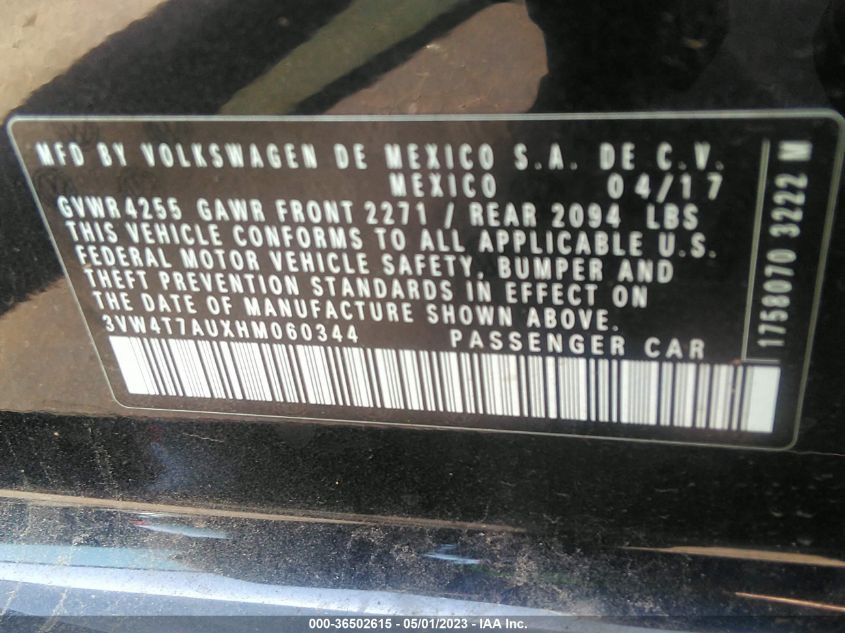 MFD BY VOLKSWAGEN DE MEXICO S.A. DE C.V.
MEXICO 04/17
GVWR 4255 GAWR FRONT 2271 / REAR 2094 LBS
THIS VEHICLE CONFORMS TO ALL APPLICABLE U.S.
FEDERAL MOTOR VEHICLE SAFETY, BUMPER AND
THEFT PREVENTION STANDARDS IN EFFECT ON
THE DATE OF MANUFACTURE SHOWN ABOVE.
3VW4T7AUXHM060344 PASSENGER CAR
1758070 3222 M
000-36502615 - 05/01/2023 - IAA Inc.